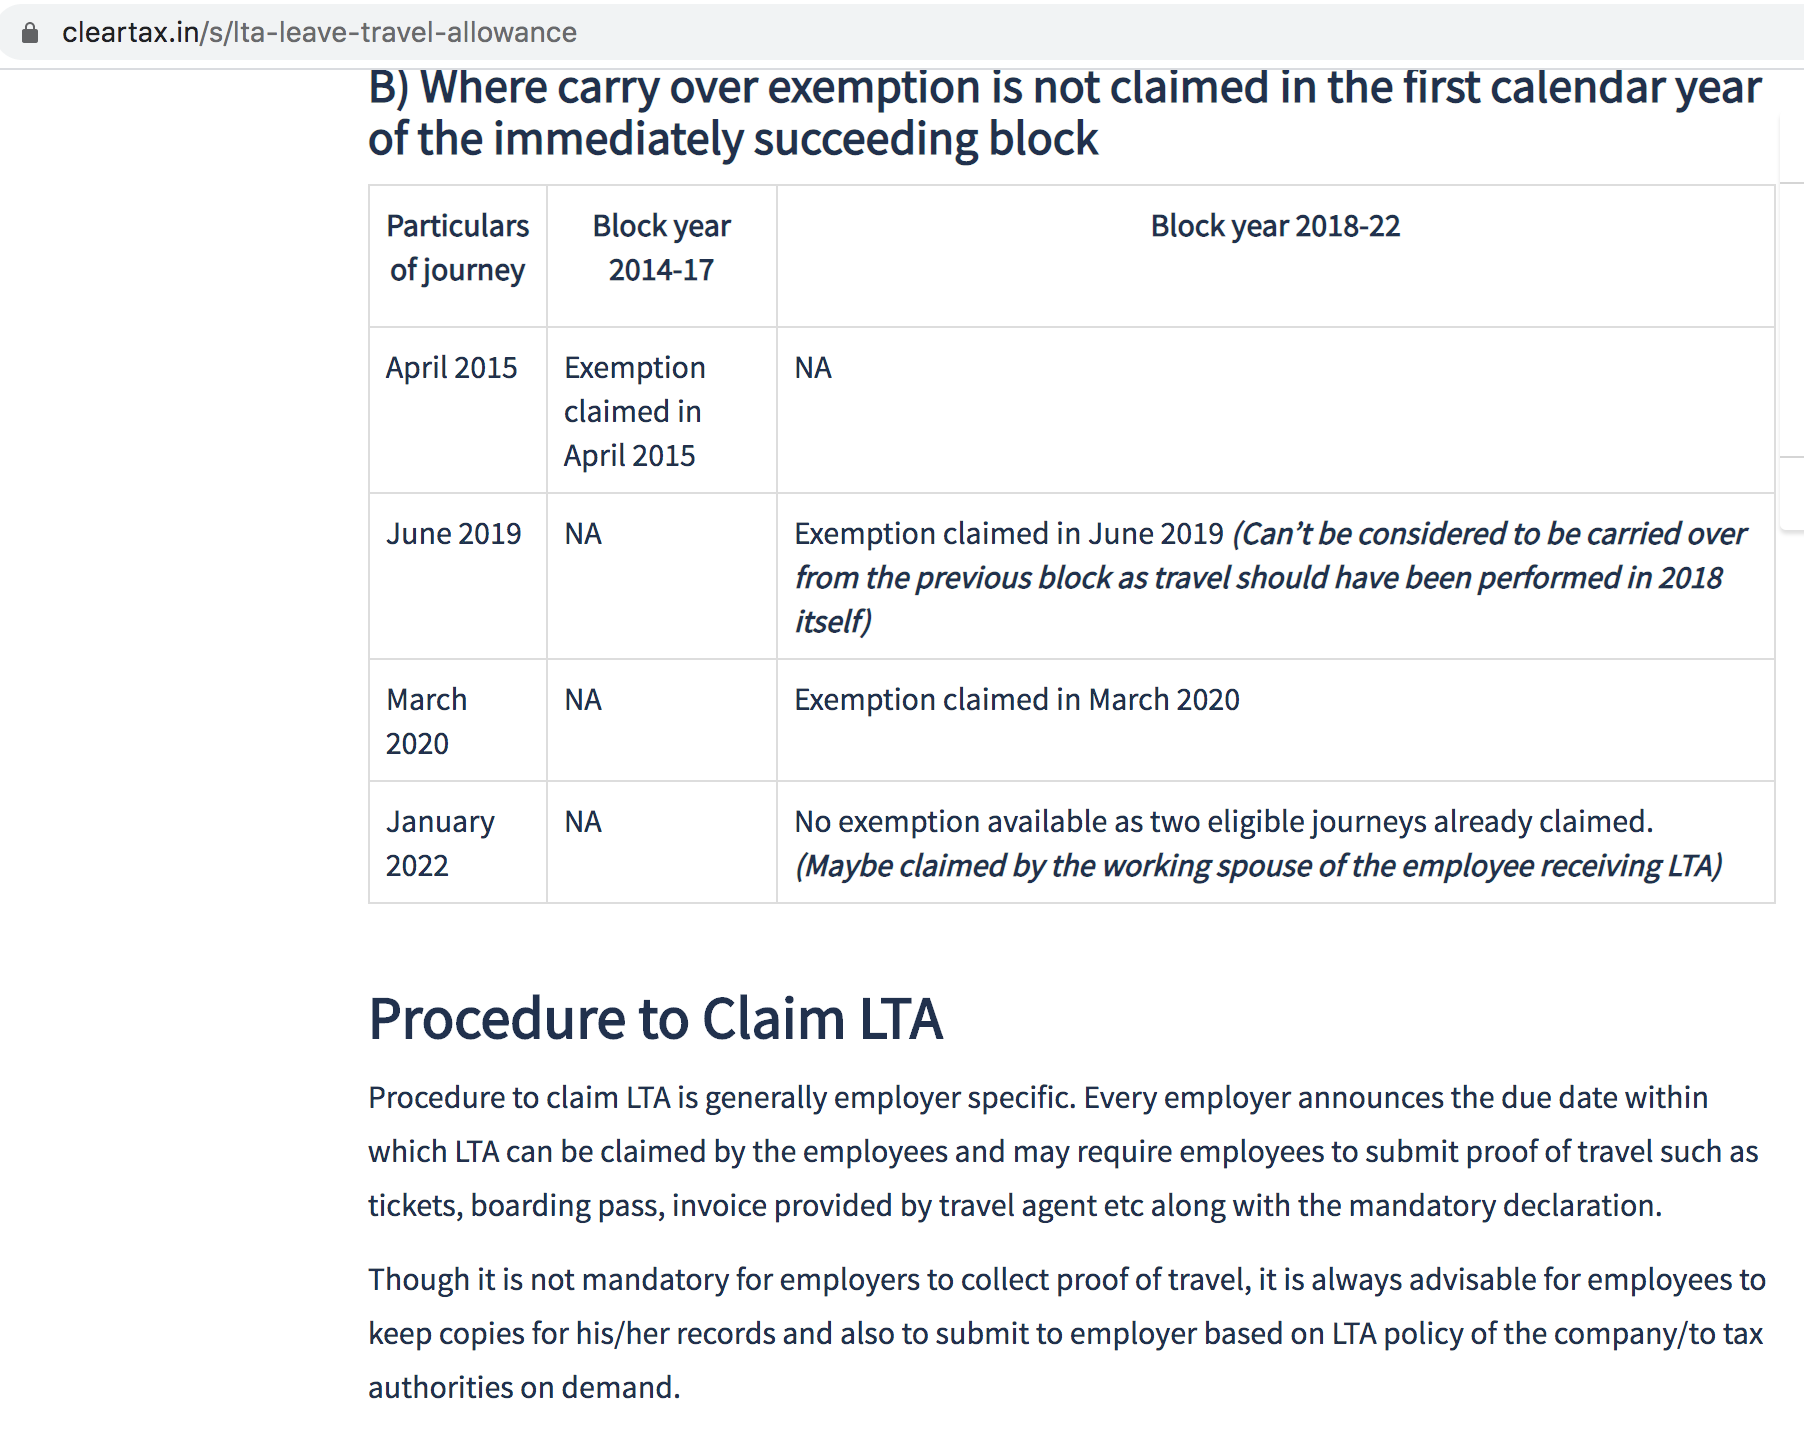 cleartax.in/s/lta-leave-travel-allowance
B) Where carry over exemption is not claimed in the first calendar year
of the immediately succeeding block
Particulars
of journey
Block year
2014-17
Block year 2018-22
April 2015
Exemption
claimed in
April 2015
NA
June 2019
NA
Exemption claimed in June 2019 (Can’t be considered to be carried over
from the previous block as travel should have been performed in 2018
itself)
March
2020
NA
Exemption claimed in March 2020
January
2022
NA
No exemption available as two eligible journeys already claimed.
(Maybe claimed by the working spouse of the employee receiving LTA)
Procedure to Claim LTA
Procedure to claim LTA is generally employer specific. Every employer announces the due date within
which LTA can be claimed by the employees and may require employees to submit proof of travel such as
tickets, boarding pass, invoice provided by travel agent etc along with the mandatory declaration.
Though it is not mandatory for employers to collect proof of travel, it is always advisable for employees to
keep copies for his/her records and also to submit to employer based on LTA policy of the company/to tax
authorities on demand.